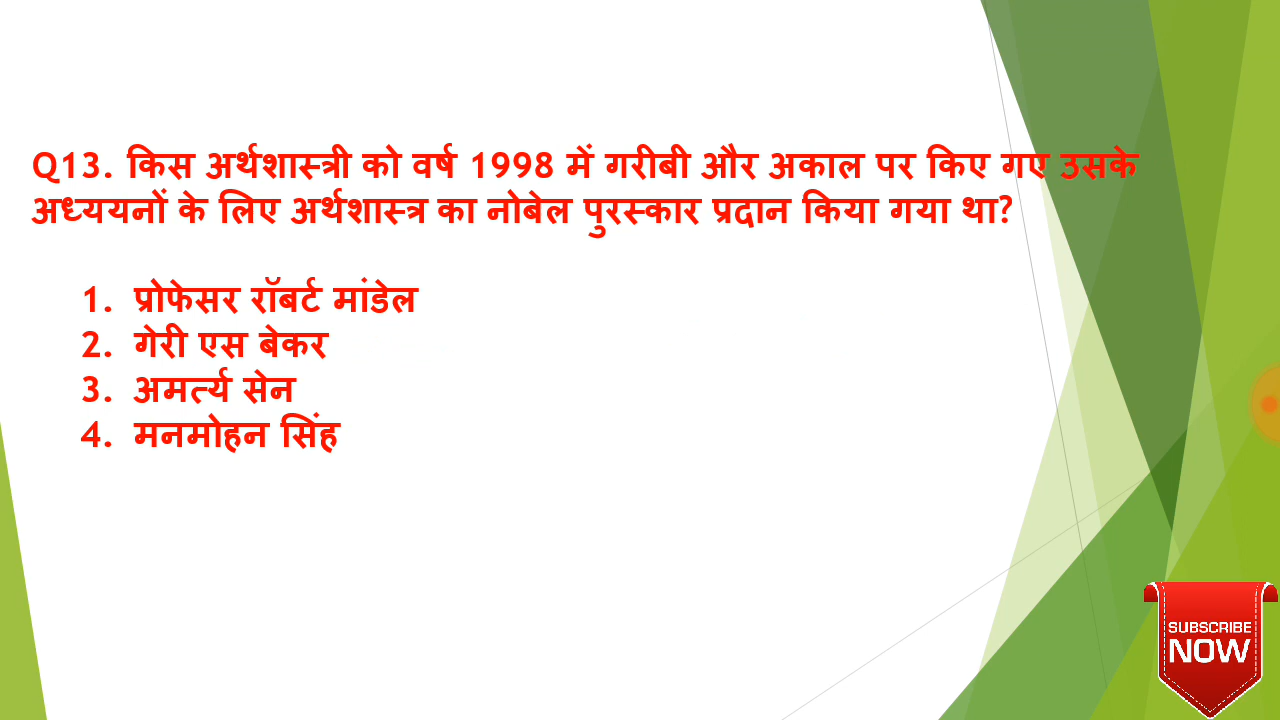 Q13. किस अर्थशास्त्री को वर्ष 1998 में गरीबी और अकाल पर किए गए उसके
अध्ययनों के लिए अर्थशास्त्र का नोबेल पुरस्कार प्रदान किया गया था?
1. प्रोफेसर रॉबर्ट मांडेल
2. गेरी एस बेकर
3. अमर्त्य सेन
4. मनमोहन सिंह
SUBSCRIBE
NOW